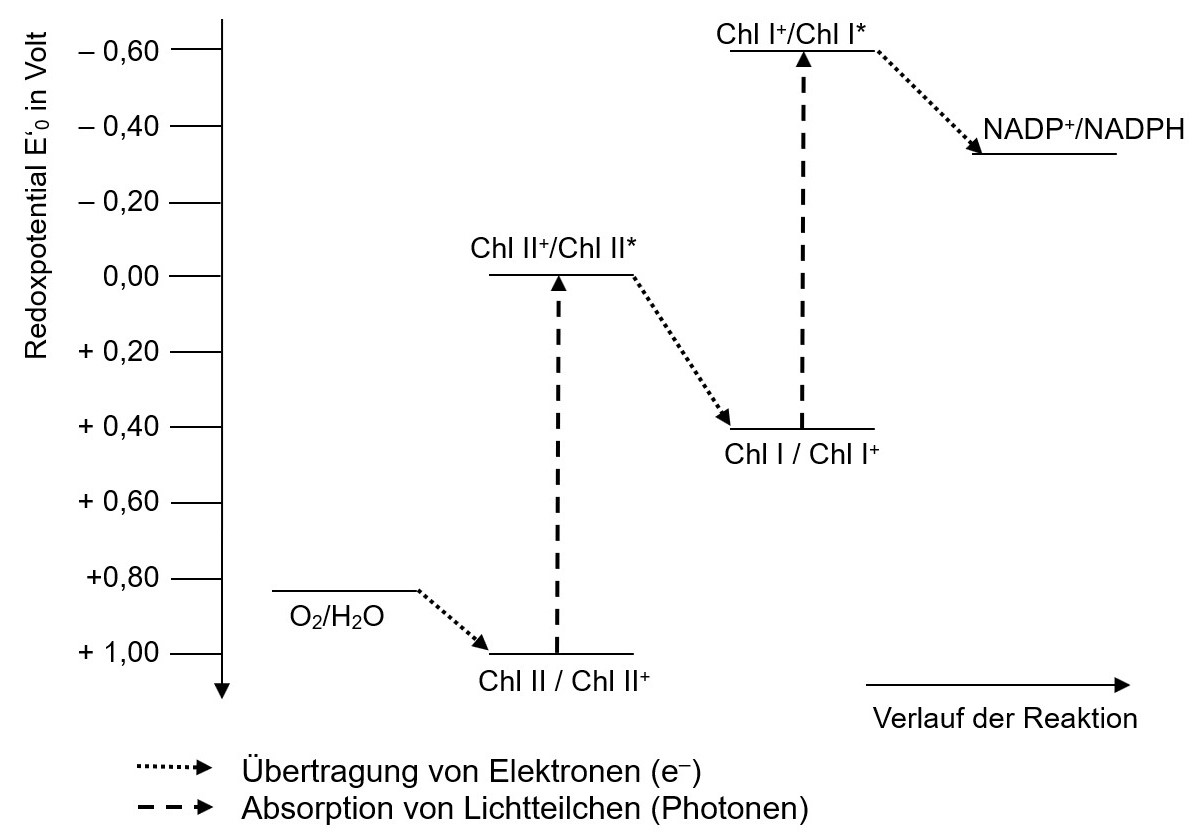 Redoxpotential E‘₀ in Volt
– 0,60
– 0,40
– 0,20
0,00
+ 0,20
+ 0,40
+ 0,60
+0,80
+ 1,00
Chl I⁺/Chl I*
NADP⁺/NADPH
Chl II⁺/Chl II*
Chl I / Chl I⁺
O₂/H₂O
Chl II / Chl II⁺
Verlauf der Reaktion
Übertragung von Elektronen (e⁻)
Absorption von Lichtteilchen (Photonen)